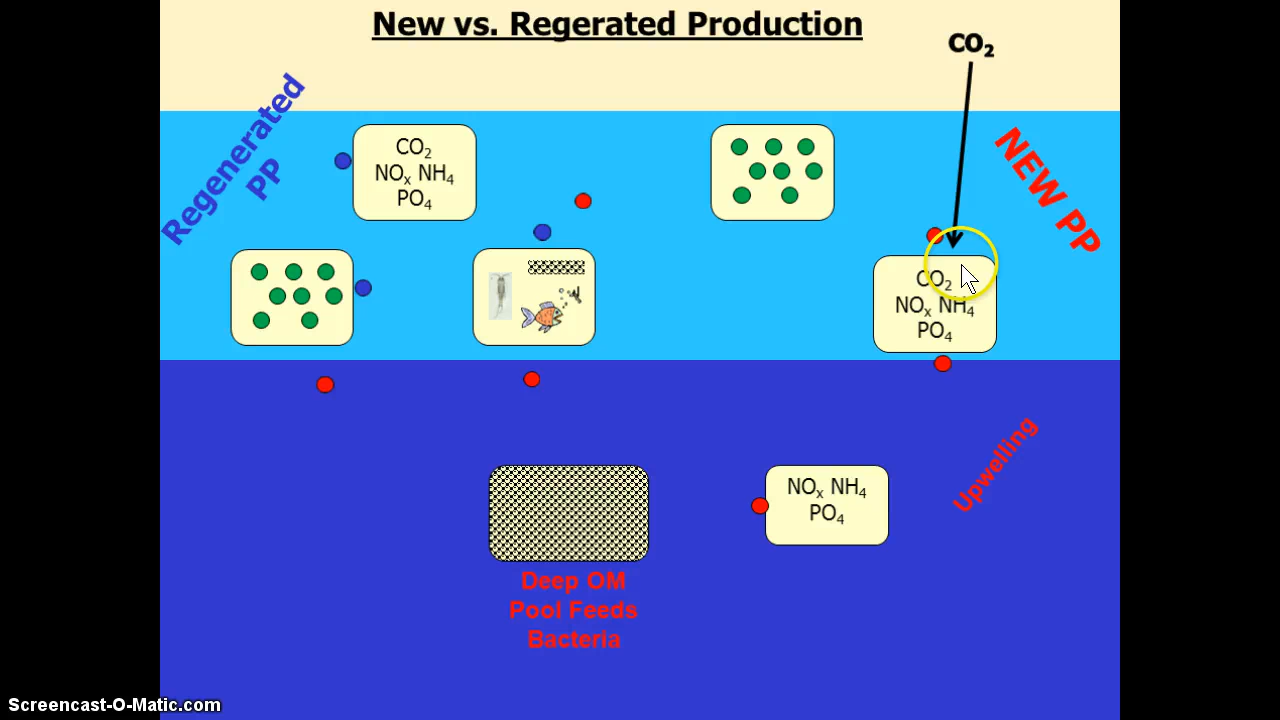 New vs. Regerated Production
CO₂
Regenerated
PP
CO₂
NOₓ NH₄
PO₄
NEW PP
CO₂
NOₓ NH₄
PO₄
Upwelling
NOₓ NH₄
PO₄
Deep OM
Pool Feeds
Bacteria
Screencast-O-Matic.com